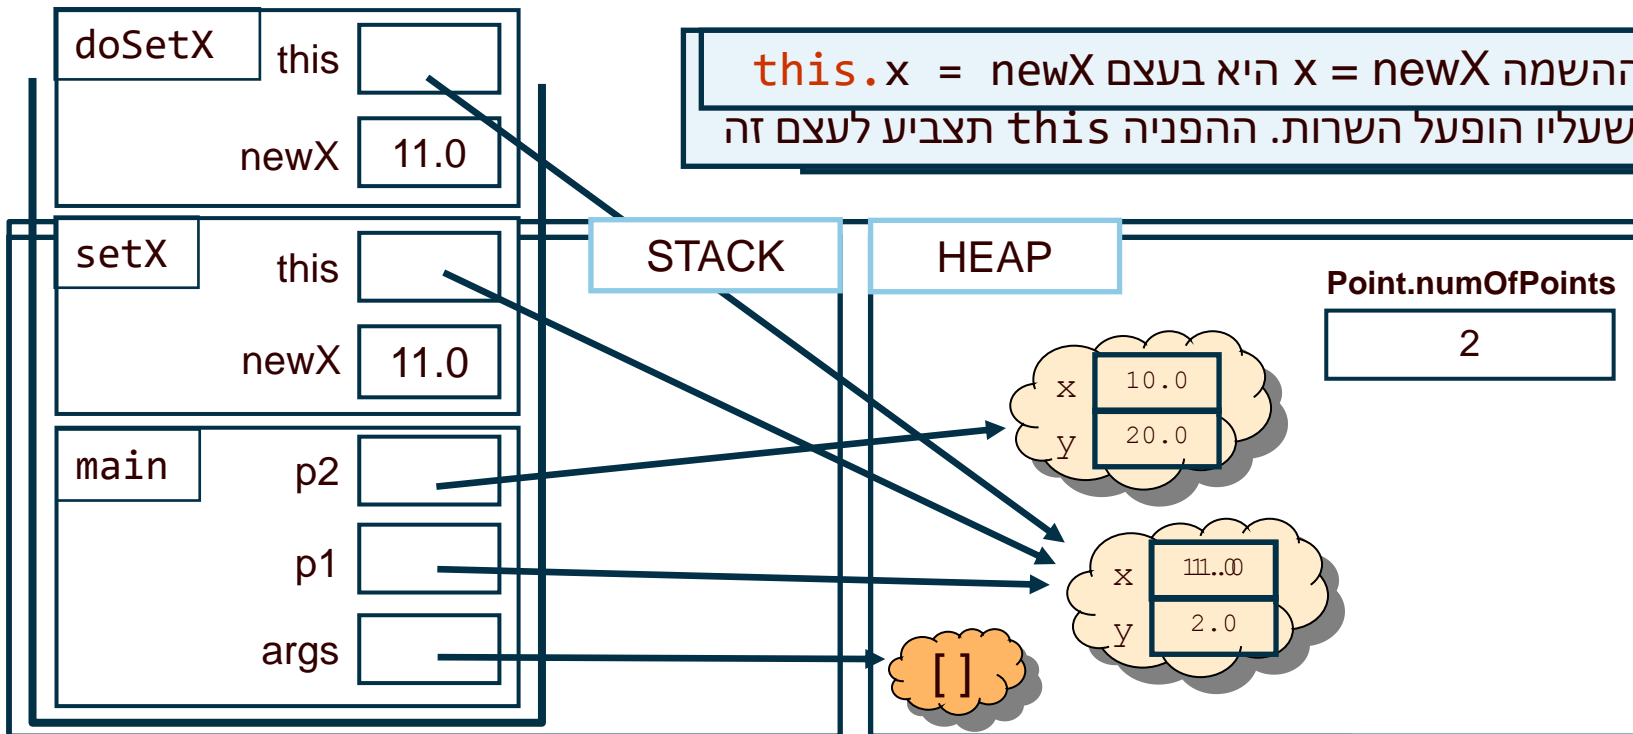 doSetX
this
newX 11.0
ההשמה x = newX היא בעצם this.x = newX
שעליו הופעל השרות. ההפניה this תצביע לעצם זה
setX
this
newX 11.0
STACK
HEAP
Point.numOfPoints
2
x 10.0
y 20.0
main
p2
p1
args
x
y 2.0
[]